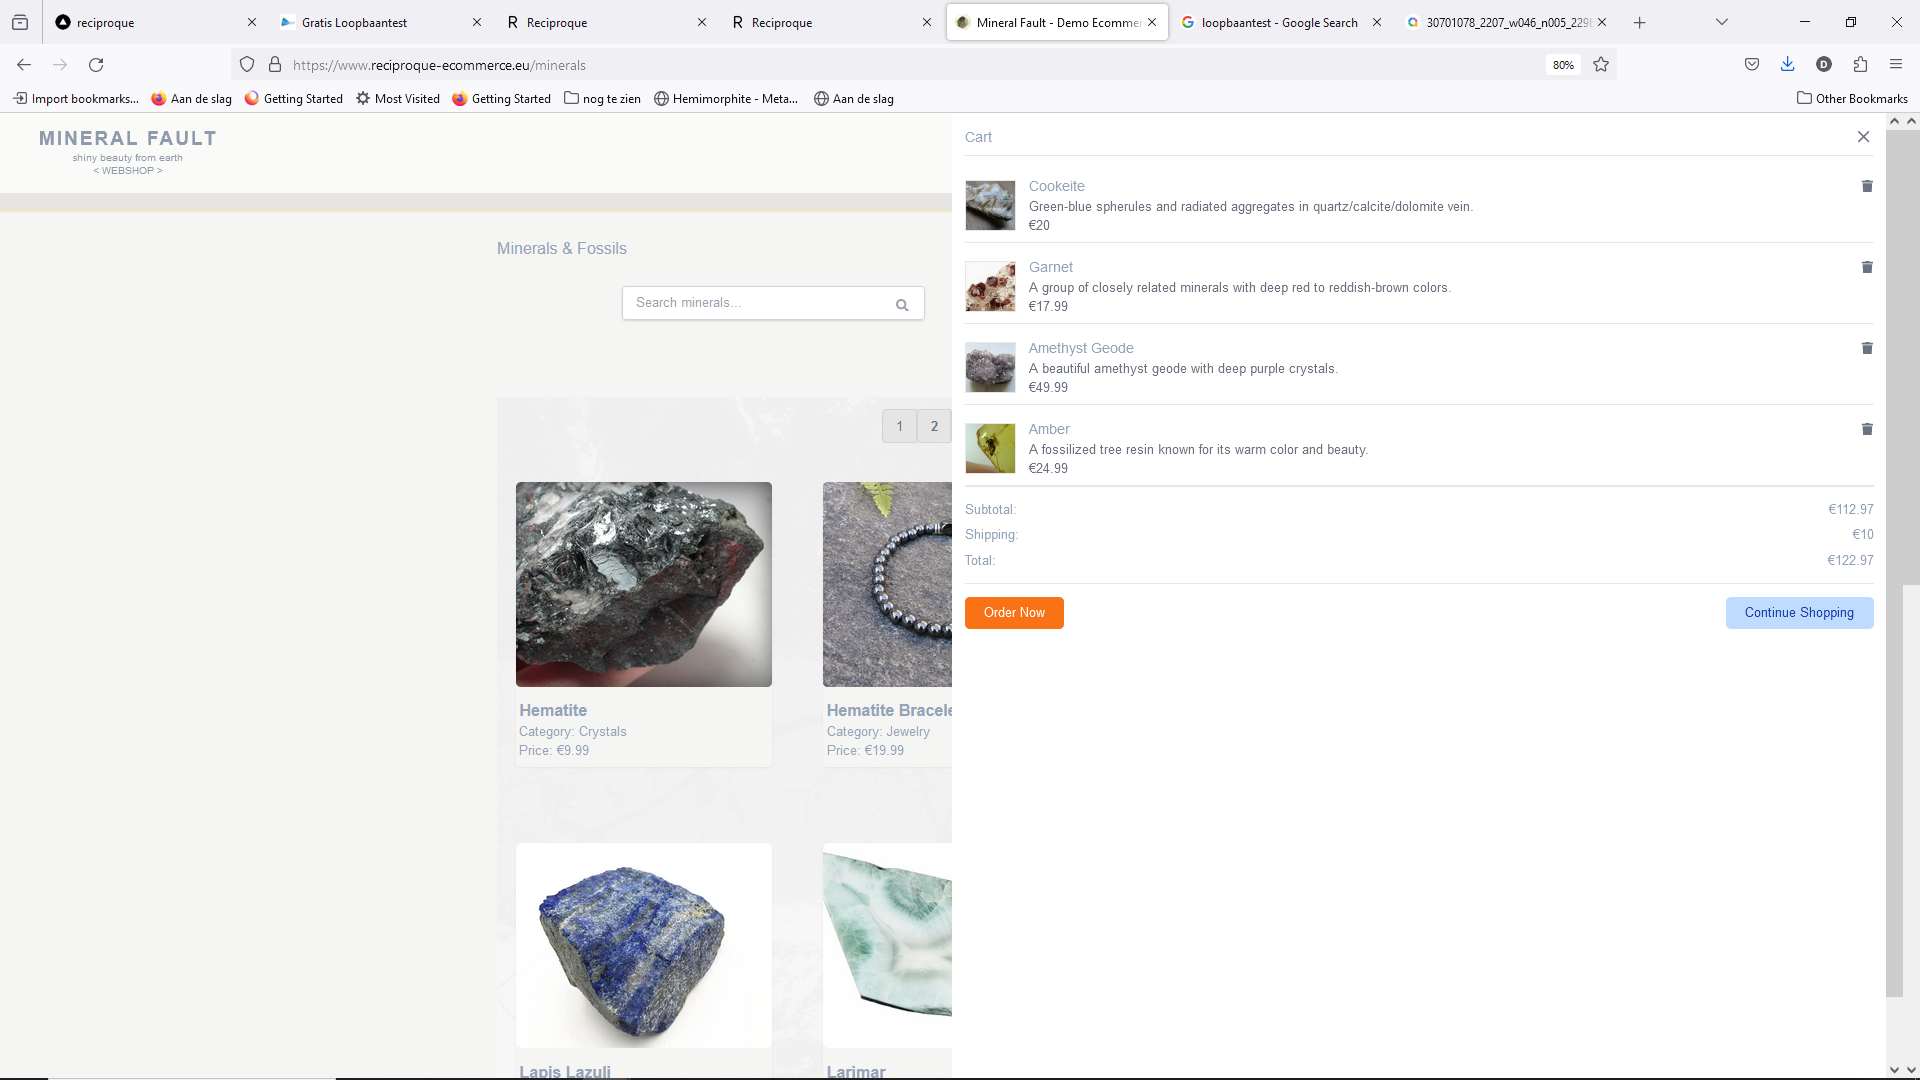 reciproque
Gratis Loopbaantest
Reciproque
Reciproque
Mineral Fault - Demo Ecommer
loopbaantest - Google Search
30701078_2207_w046_n005_229
https://www.reciproque-ecommerce.eu/minerals
80%
Import bookmarks...
Aan de slag
Getting Started
Most Visited
Getting Started
nog te zien
Hemimorphite - Meta...
Aan de slag
Other Bookmarks
MINERAL FAULT
shiny beauty from earth
< WEBSHOP >
Minerals & Fossils
Search minerals...
1
2
Hematite
Category: Crystals
Price: €9.99
Hematite Bracele
Category: Jewelry
Price: €19.99
Lapis Lazuli
Larimar
Cart
Cookeite
Green-blue spherules and radiated aggregates in quartz/calcite/dolomite vein.
€20
Garnet
A group of closely related minerals with deep red to reddish-brown colors.
€17.99
Amethyst Geode
A beautiful amethyst geode with deep purple crystals.
€49.99
Amber
A fossilized tree resin known for its warm color and beauty.
€24.99
Subtotal: €112.97
Shipping: €10
Total: €122.97
Order Now
Continue Shopping